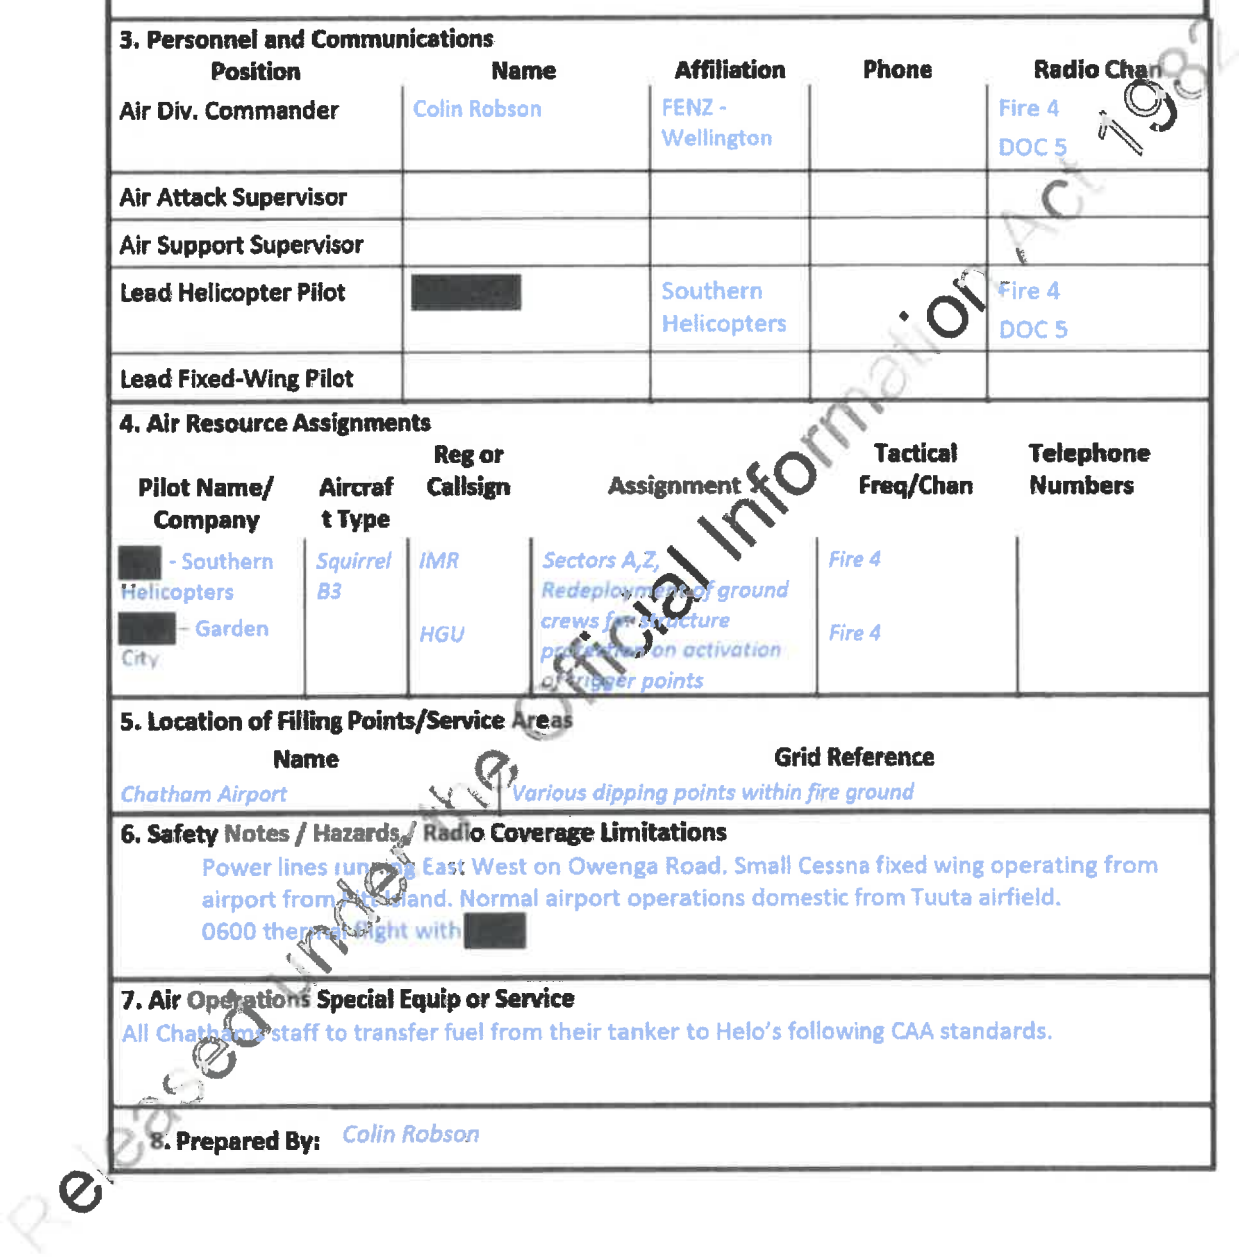 3. Personnel and Communications
Position Name Affiliation Phone Radio Chan
Air Div. Commander Colin Robson FENZ - Wellington Fire 4 DOC 5
Air Attack Supervisor
Air Support Supervisor
Lead Helicopter Pilot Southern Helicopters Fire 4 DOC 5
Lead Fixed-Wing Pilot
4. Air Resource Assignments
Pilot Name/ Company Aircraf t Type Reg or Callsign Assignment Tactical Freq/Chan Telephone Numbers
- Southern Helicopters Squirrel B3 IMR Sectors A,Z, Fire 4
Redeployment of ground
crews for structure
- Garden City HGU protection on activation Fire 4
of trigger points
5. Location of Filling Points/Service Areas
Name Grid Reference
Chatham Airport Various dipping points within fire ground
6. Safety Notes / Hazards / Radio Coverage Limitations
Power lines running East West on Owenga Road. Small Cessna fixed wing operating from
airport from Pitt Island. Normal airport operations domestic from Tuuta airfield.
0600 thermal flight with
7. Air Operations Special Equip or Service
All Chathams staff to transfer fuel from their tanker to Helo's following CAA standards.
8. Prepared By: Colin Robson
Released under the Official Information Act 1982